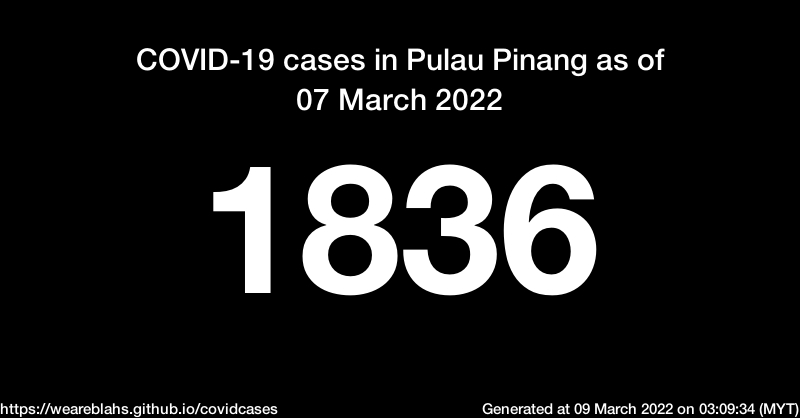 COVID-19 cases in Pulau Pinang as of
07 March 2022
1836
https://weareblahs.github.io/covidcases
Generated at 09 March 2022 on 03:09:34 (MYT)